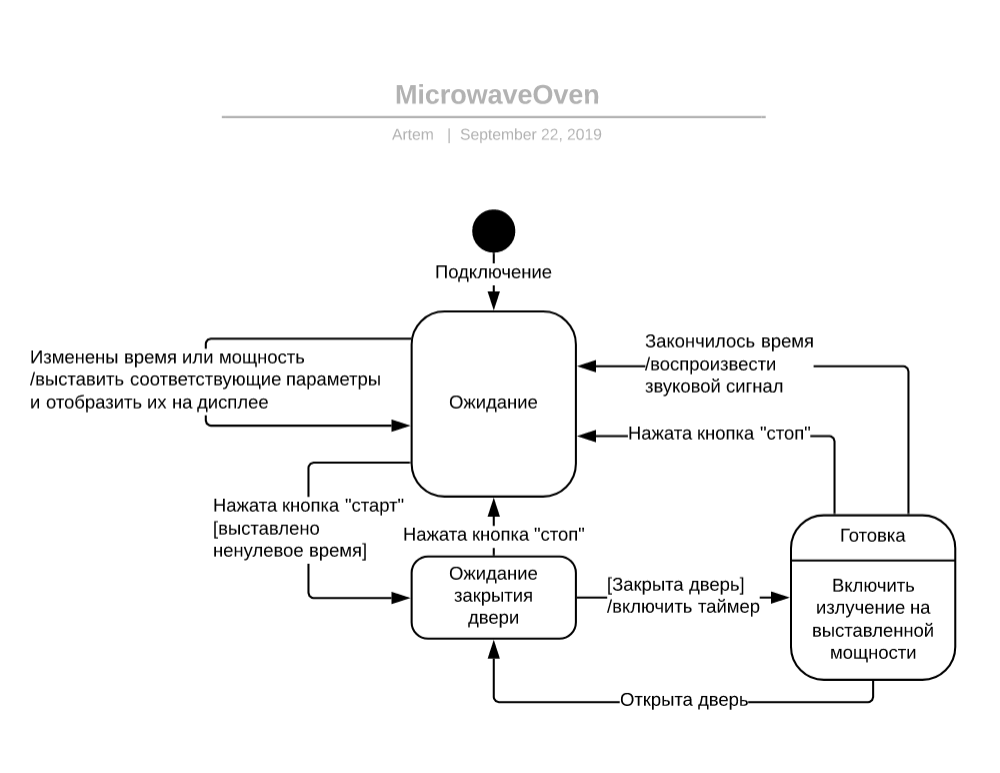 MicrowaveOven
Artem | September 22, 2019
Подключение
Изменены время или мощность
/выставить соответствующие параметры
и отобразить их на дисплее
Ожидание
Закончилось время
/воспроизвести
звуковой сигнал
Нажата кнопка "стоп"
Нажата кнопка "старт"
[выставлено
ненулевое время]
Нажата кнопка "стоп"
Ожидание
закрытия
двери
[Закрыта дверь]
/включить таймер
Готовка
Включить
излучение на
выставленной
мощности
Открыта дверь